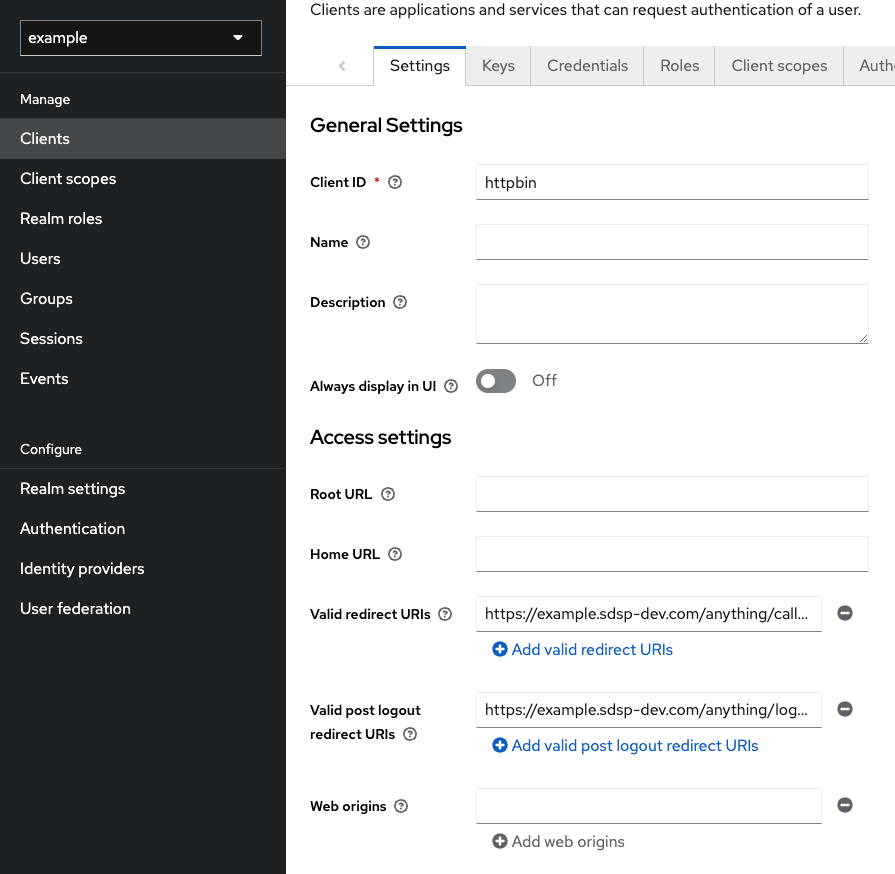 example
Manage
Clients
Client scopes
Realm roles
Users
Groups
Sessions
Events
Configure
Realm settings
Authentication
Identity providers
User federation
Clients are applications and services that can request authentication of a user.
Settings Keys Credentials Roles Client scopes Auth
General Settings
Client ID * httpbin
Name
Description
Always display in UI Off
Access settings
Root URL
Home URL
Valid redirect URIs https://example.sdsp-dev.com/anything/call...
Add valid redirect URIs
Valid post logout
redirect URIs https://example.sdsp-dev.com/anything/log...
Add valid post logout redirect URIs
Web origins
Add web origins